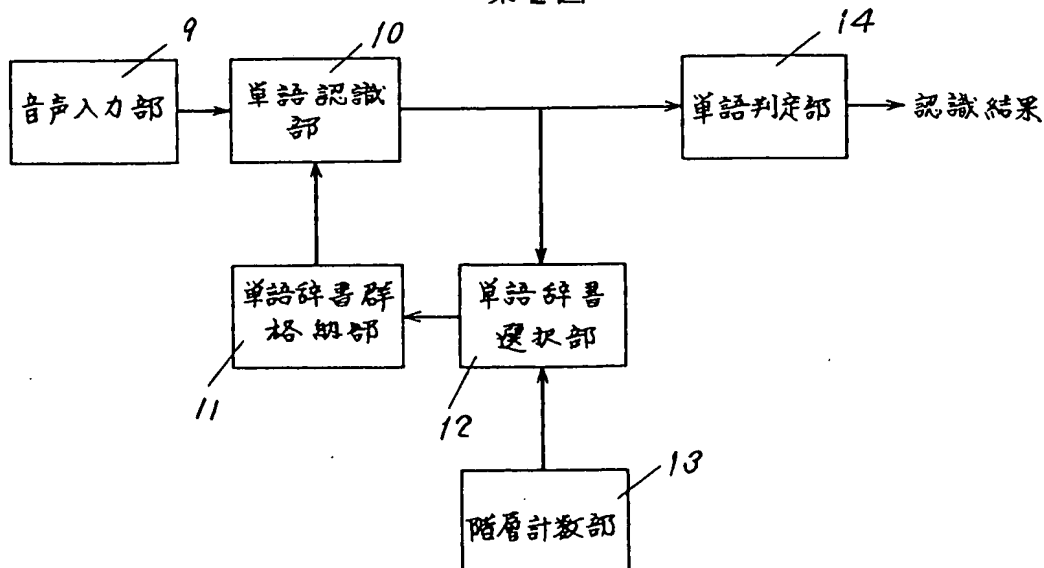 9
10
14
音声入力部
単語認識
部
単語判定部
認識結果
単語辞書群
格納部
単語辞書
選択部
11
12
13
階層計数部